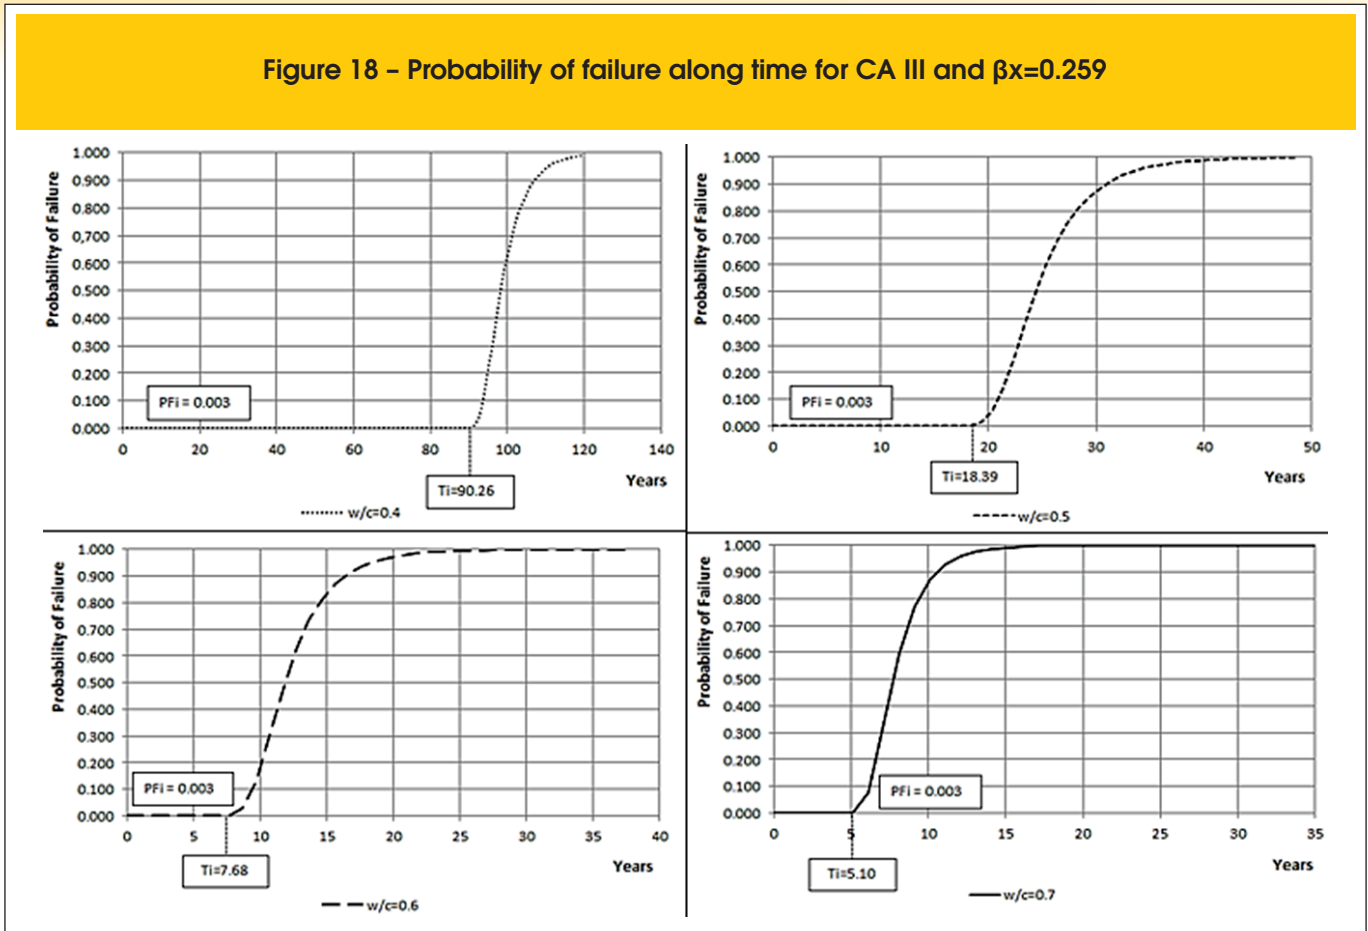 Figure 18 – Probability of failure along time for CA III and βx=0.259
Probability of Failure
1.000
0.900
0.800
0,700
0.600
0.500
0.400
0.300
0.200
0.100
0.000
PFi = 0.003
0 20 40 60 80 100 120 140
Years
Ti=90.26
w/c=0.4
Probability of Failure
1.000
0.900
0.800
0.700
0.600
0.500
0.400
0.300
0.200
0.100
0.000
PFi = 0.003
0 10 20 30 40 50
Years
Ti=18.39
w/c=0.5
Probability of Failure
1.000
0.900
0.800
0.700
0.600
0.500
0.400
0.300
0.200
0.100
0.000
PFi = 0.003
0 5 10 15 20 25 30 35 40
Years
Ti=7.68
w/c=0.6
Probability of Failure
1.000
0.900
0.800
0.700
0.600
0.500
0.400
0.300
0.200
0.100
0.000
PFi = 0.003
0 5 10 15 20 25 30 35
Years
Ti=5.10
w/c=0.7